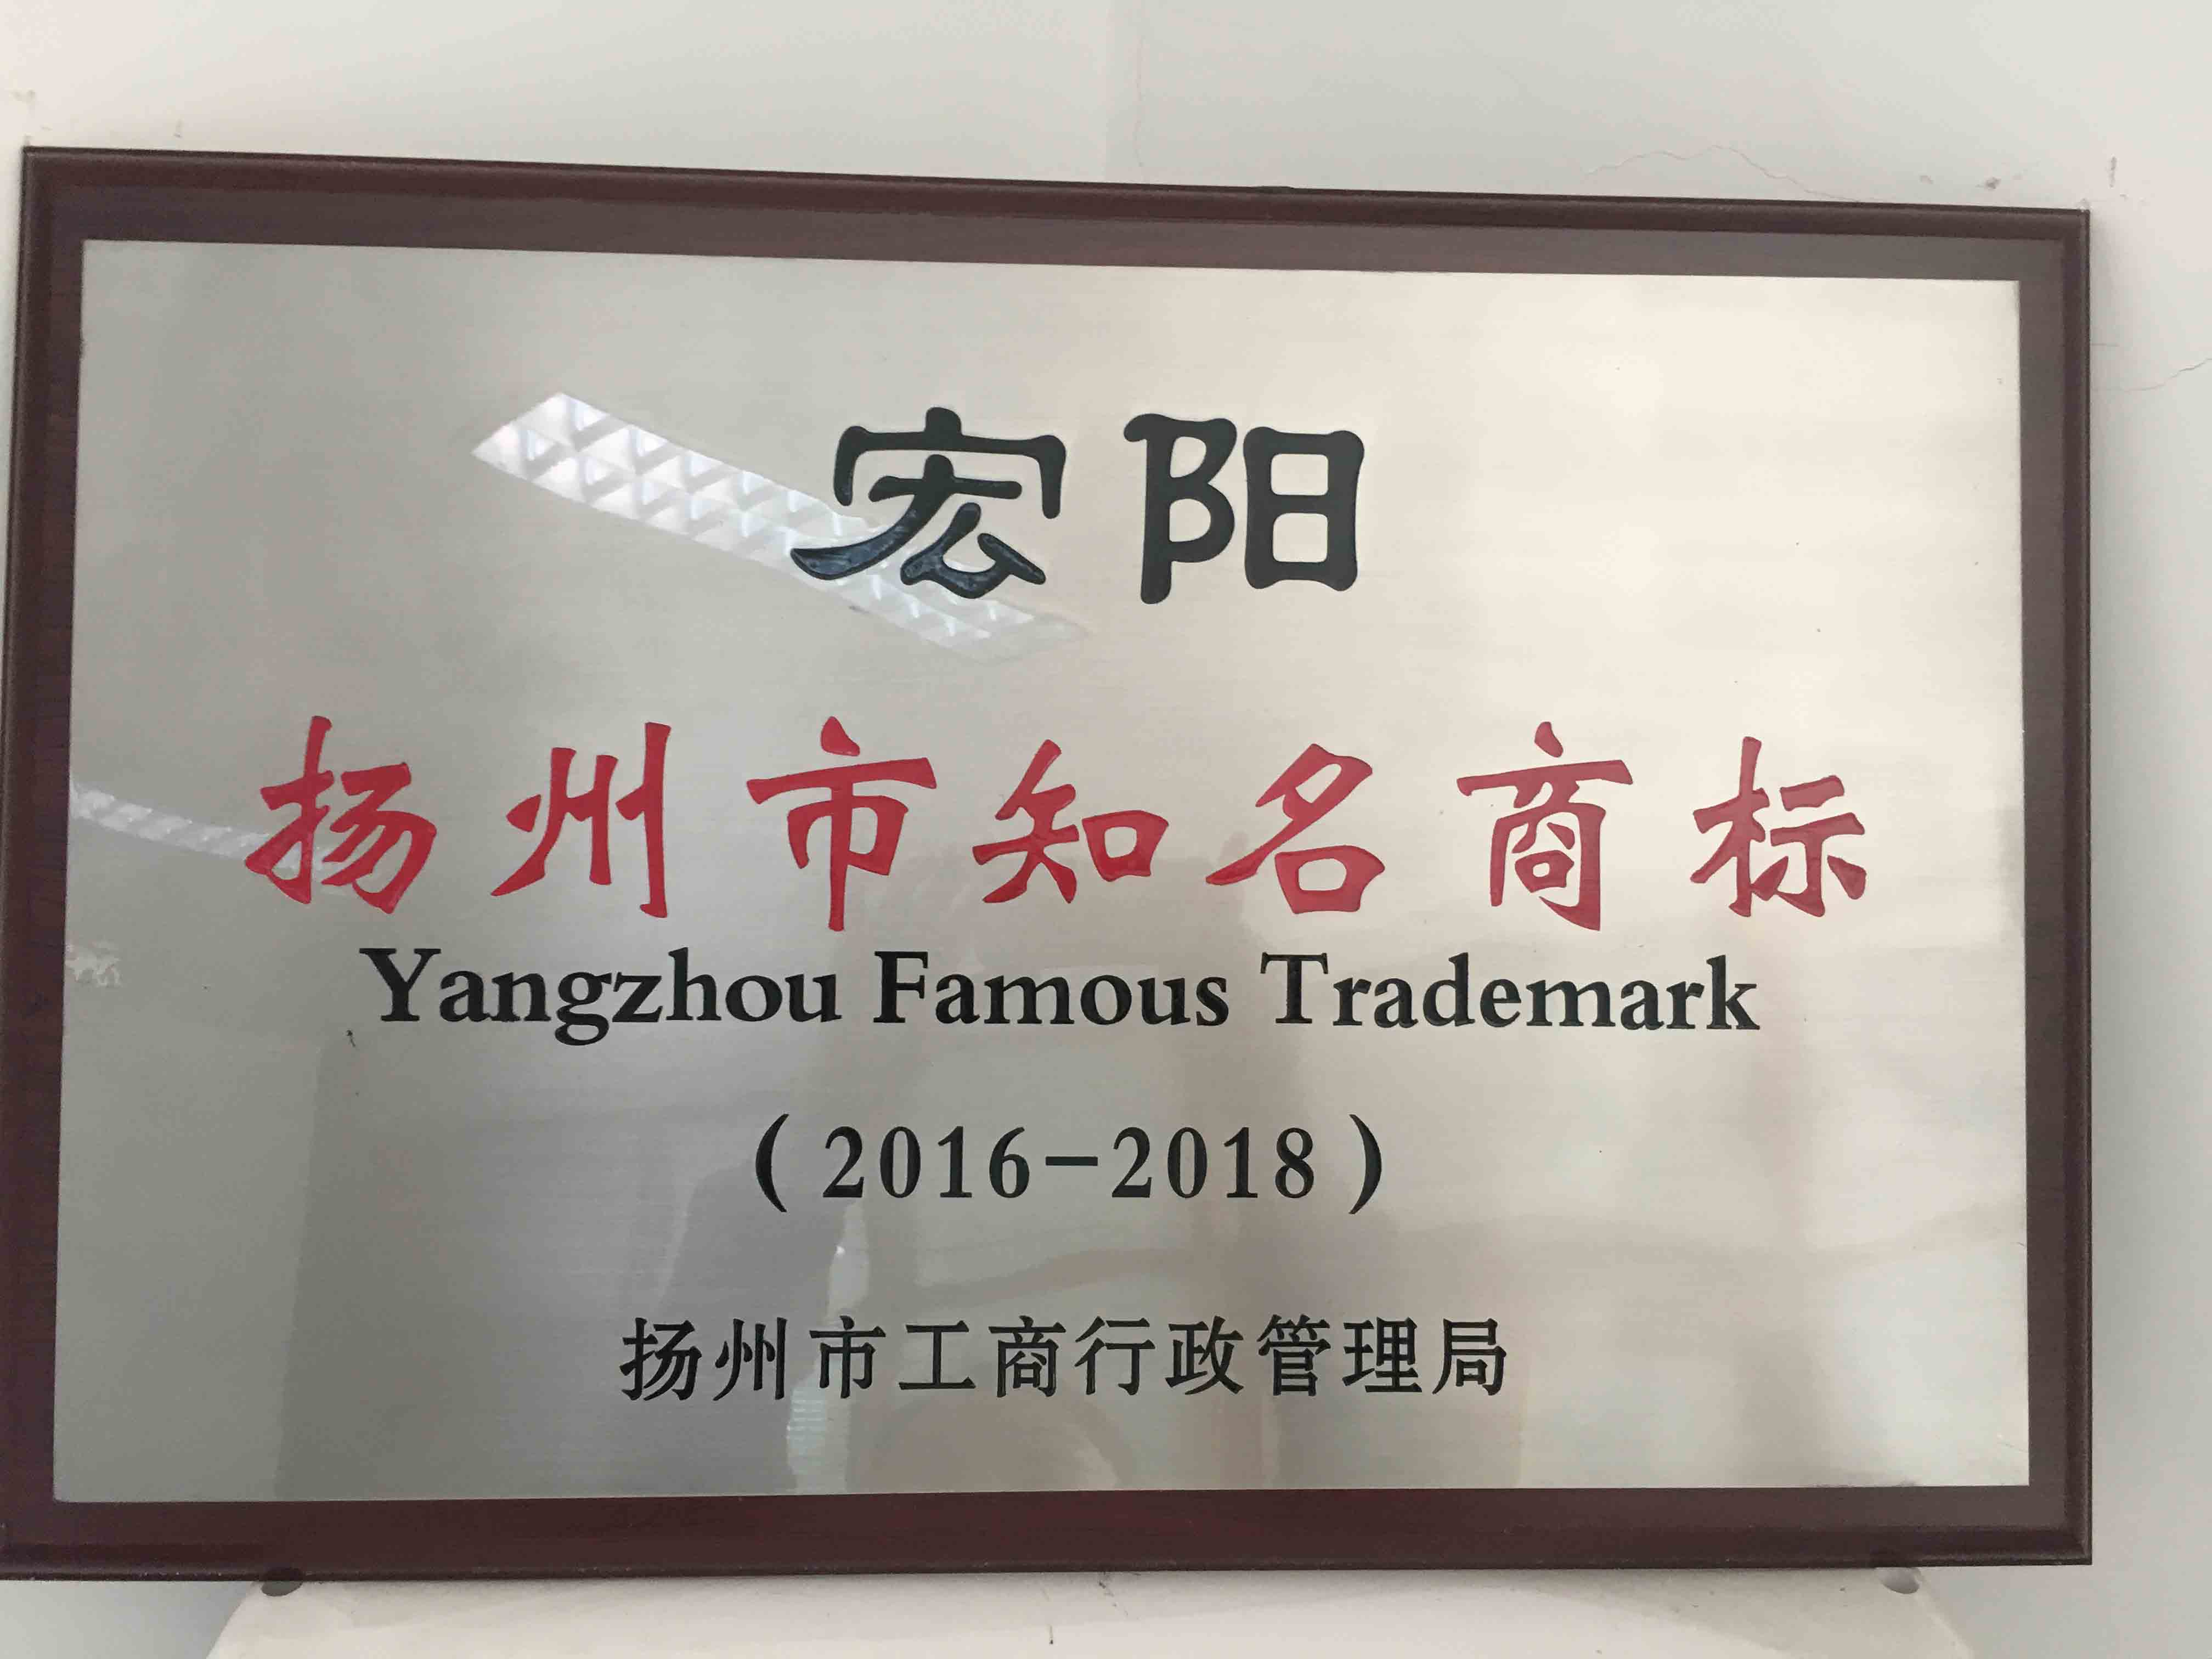 宏阳
扬州市知名商标
Yangzhou Famous Trademark
(2016-2018)
扬州市工商行政管理局